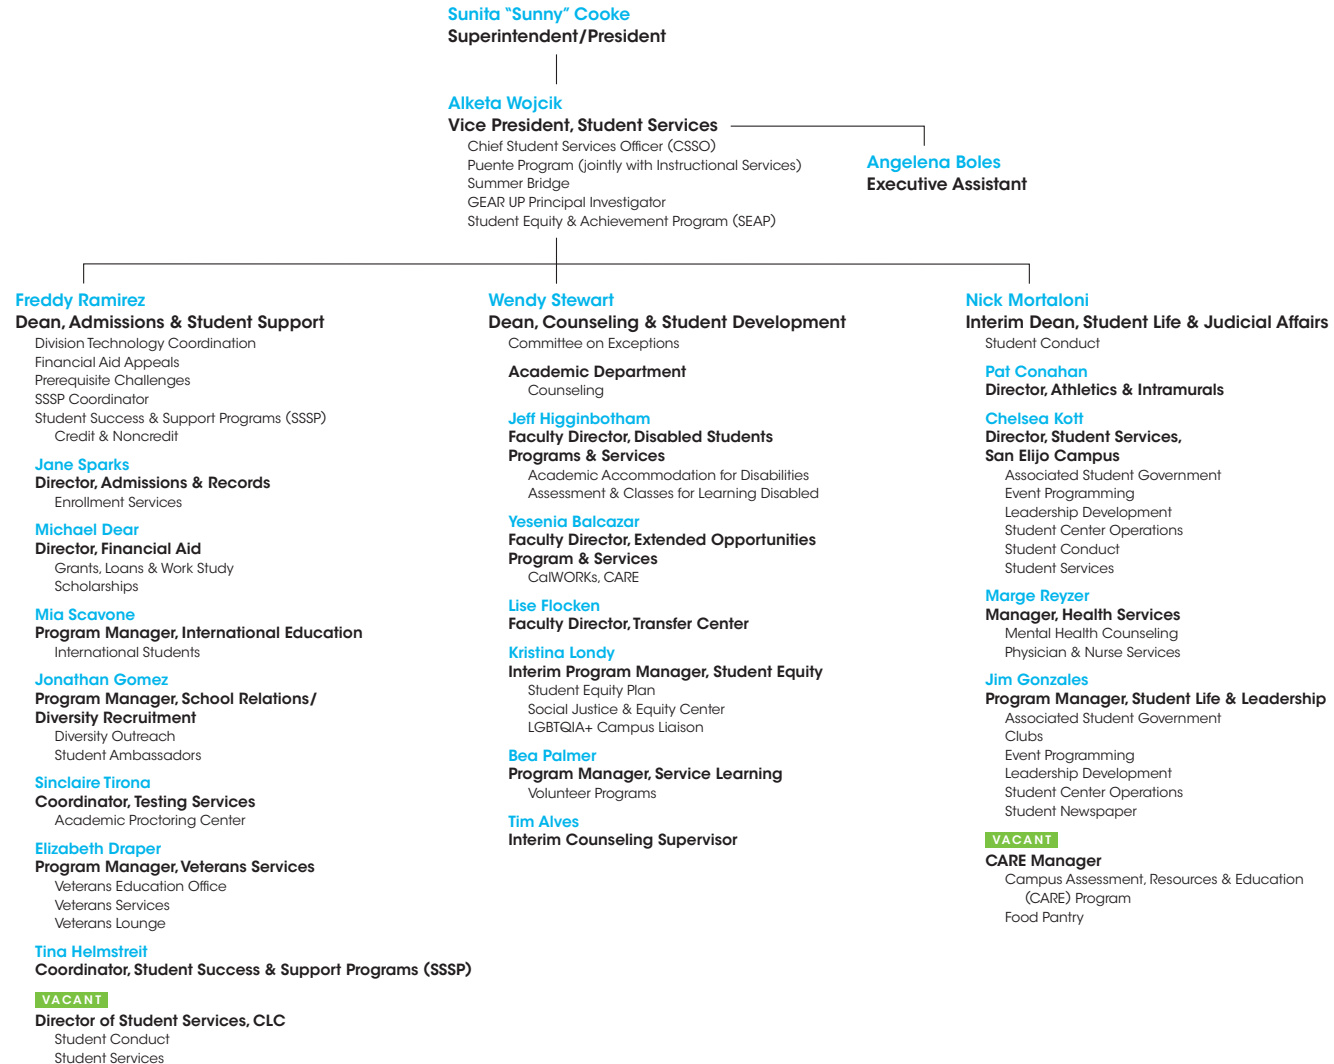 Sunita “Sunny” Cooke
Superintendent/President
Alketa Wojcik
Vice President, Student Services
Chief Student Services Officer (CSSO)
Puente Program (jointly with Instructional Services)
Summer Bridge
GEAR UP Principal Investigator
Student Equity & Achievement Program (SEAP)
Angelena Boles
Executive Assistant
Freddy Ramirez
Dean, Admissions & Student Support
Division Technology Coordination
Financial Aid Appeals
Prerequisite Challenges
SSSP Coordinator
Student Success & Support Programs (SSSP)
Credit & Noncredit
Jane Sparks
Director, Admissions & Records
Enrollment Services
Michael Dear
Director, Financial Aid
Grants, Loans & Work Study
Scholarships
Mia Scavone
Program Manager, International Education
International Students
Jonathan Gomez
Program Manager, School Relations/
Diversity Recruitment
Diversity Outreach
Student Ambassadors
Sinclaire Tirona
Coordinator, Testing Services
Academic Proctoring Center
Elizabeth Draper
Program Manager, Veterans Services
Veterans Education Office
Veterans Services
Veterans Lounge
Tina Helmstreit
Coordinator, Student Success & Support Programs (SSSP)
VACANT
Director of Student Services, CLC
Student Conduct
Student Services
Wendy Stewart
Dean, Counseling & Student Development
Committee on Exceptions
Academic Department
Counseling
Jeff Higginbotham
Faculty Director, Disabled Students
Programs & Services
Academic Accommodation for Disabilities
Assessment & Classes for Learning Disabled
Yesenia Balcazar
Faculty Director, Extended Opportunities
Program & Services
CalWORKs, CARE
Lise Flocken
Faculty Director, Transfer Center
Kristina Londy
Interim Program Manager, Student Equity
Student Equity Plan
Social Justice & Equity Center
LGBTQIA+ Campus Liaison
Bea Palmer
Program Manager, Service Learning
Volunteer Programs
Tim Alves
Interim Counseling Supervisor
Nick Mortaloni
Interim Dean, Student Life & Judicial Affairs
Student Conduct
Pat Conahan
Director, Athletics & Intramurals
Chelsea Kott
Director, Student Services,
San Elijo Campus
Associated Student Government
Event Programming
Leadership Development
Student Center Operations
Student Conduct
Student Services
Marge Reyzer
Manager, Health Services
Mental Health Counseling
Physician & Nurse Services
Jim Gonzales
Program Manager, Student Life & Leadership
Associated Student Government
Clubs
Event Programming
Leadership Development
Student Center Operations
Student Newspaper
VACANT
CARE Manager
Campus Assessment, Resources & Education
(CARE) Program
Food Pantry